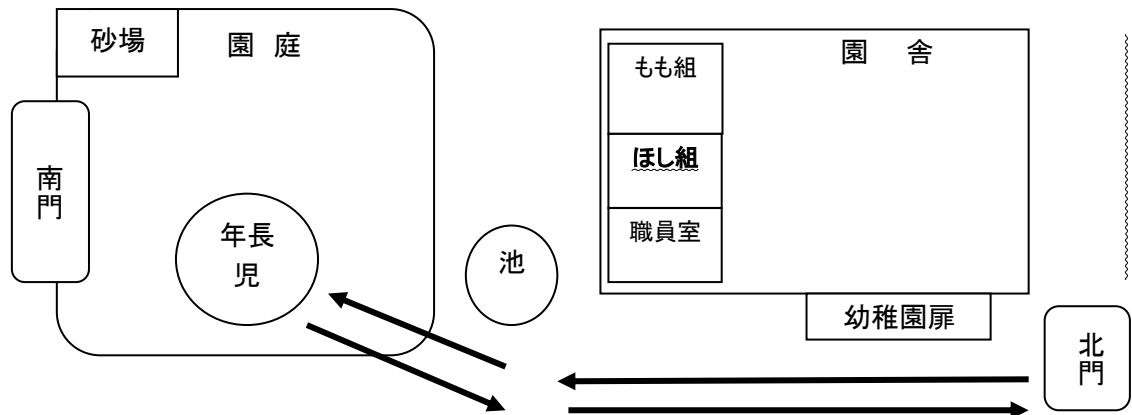 砂場
園 庭
南門
年長
児
池
もも組
ほし組
職員室
園 舎
幼稚園扉
北門